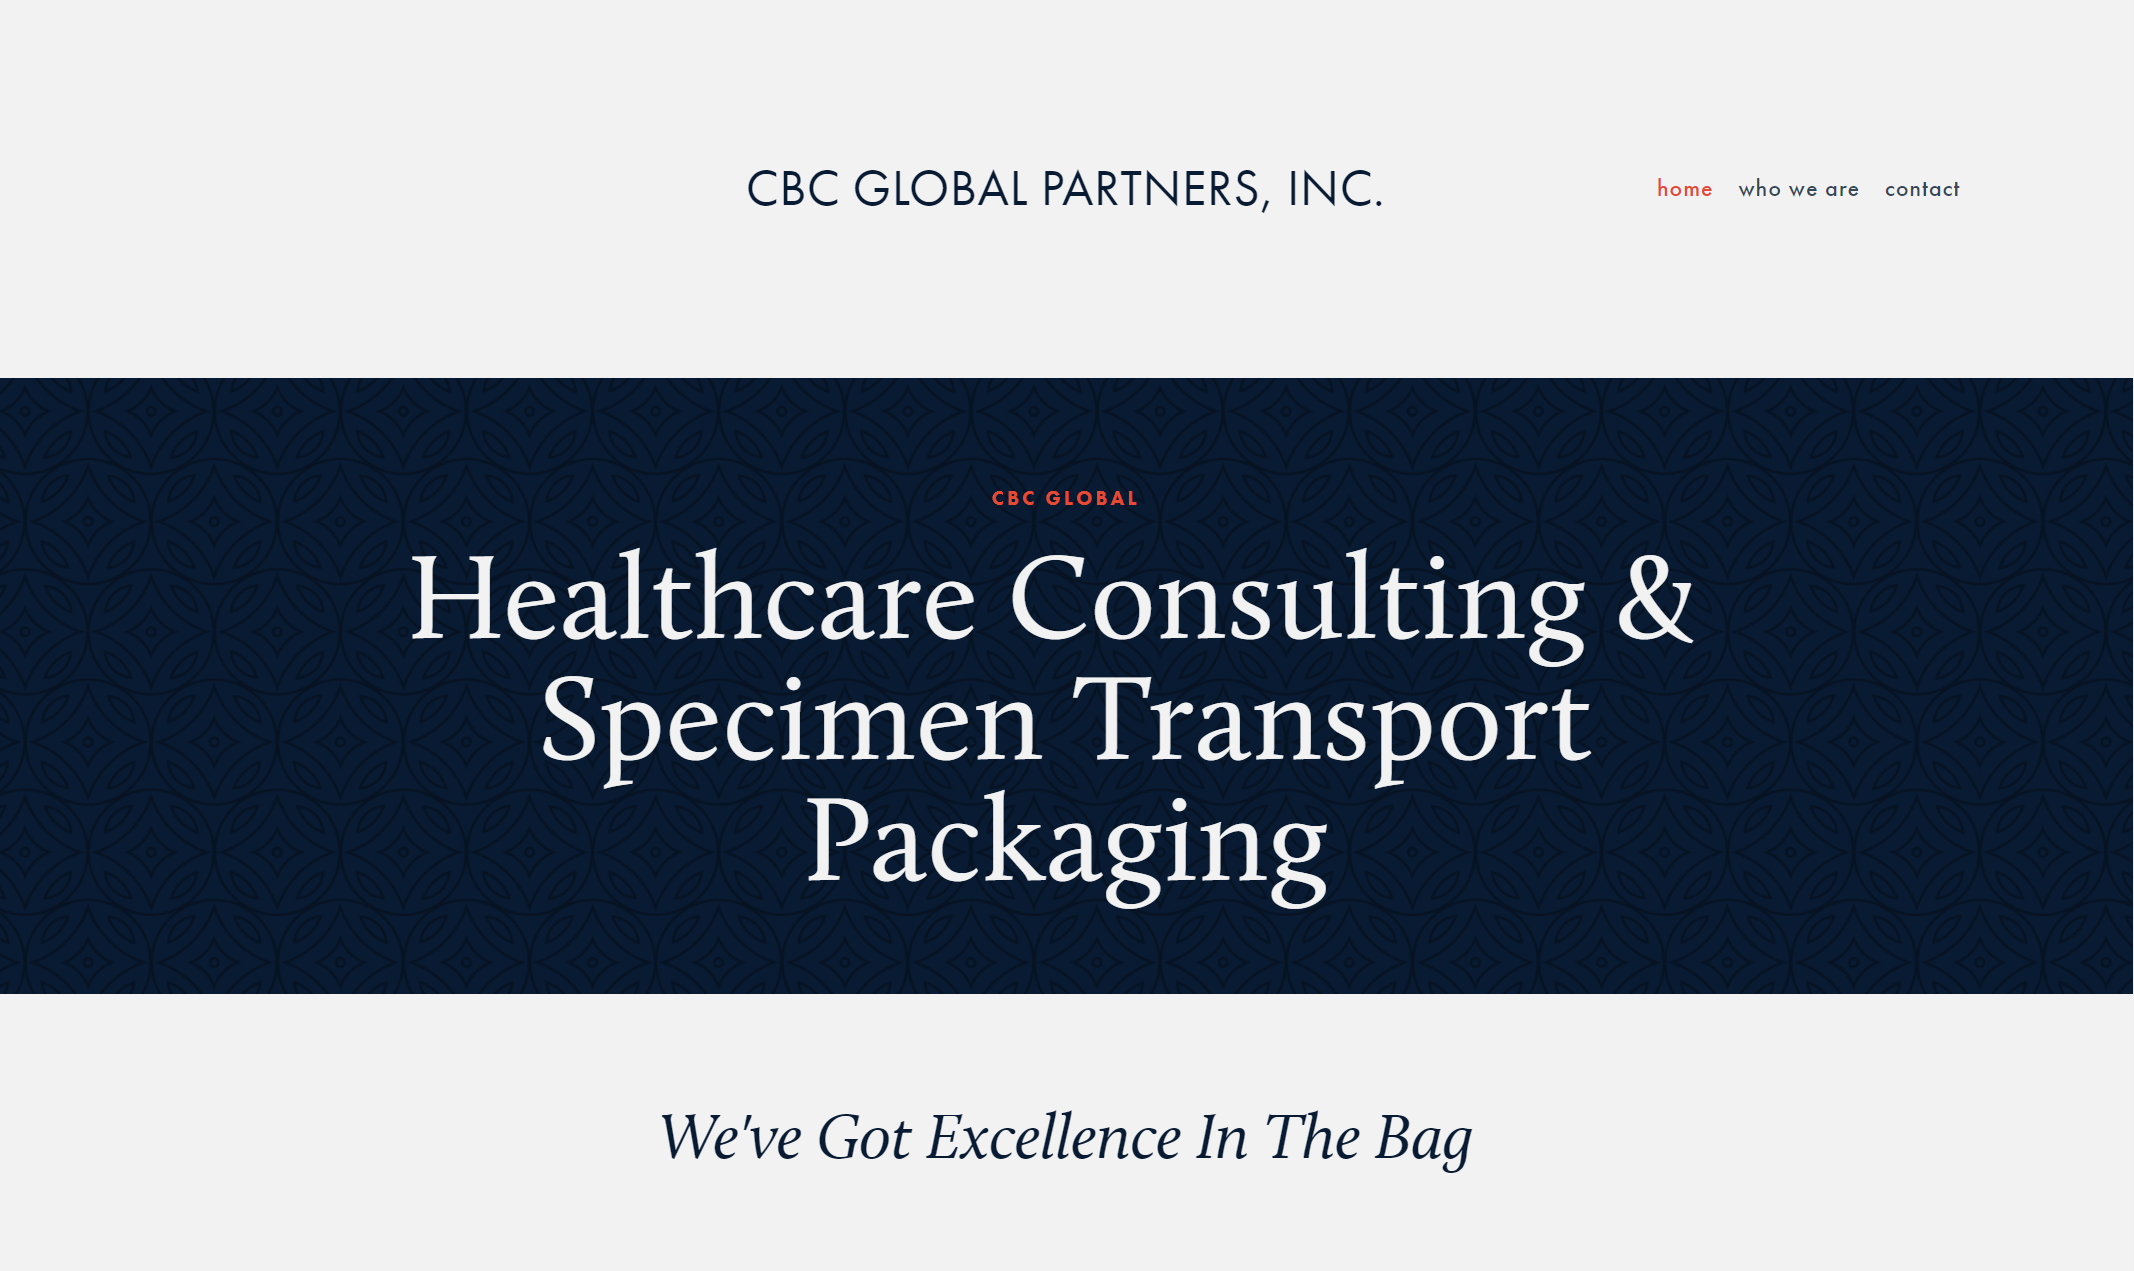 CBC GLOBAL PARTNERS, INC.
home who we are contact
CBC GLOBAL
Healthcare Consulting &
Specimen Transport
Packaging
We've Got Excellence In The Bag